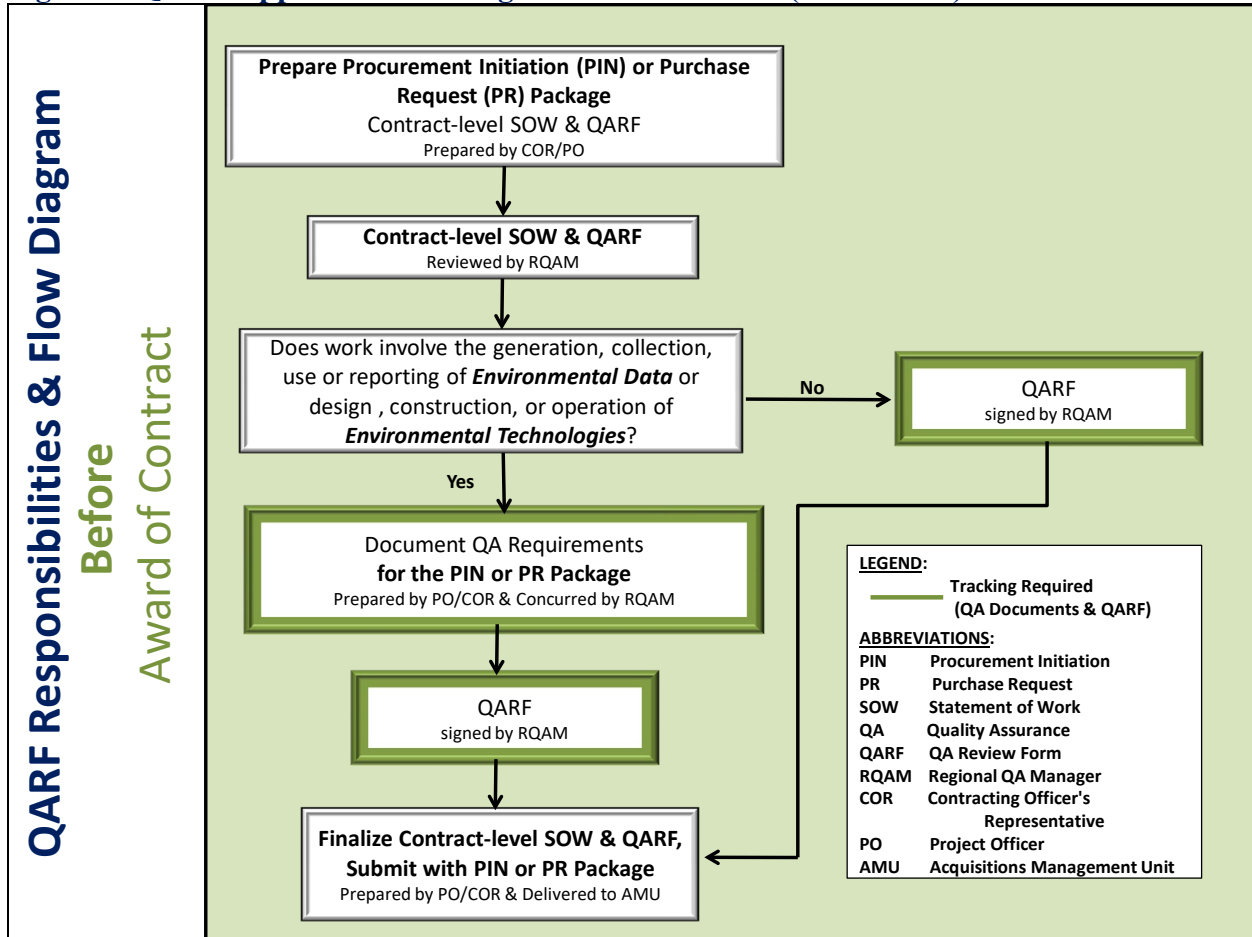 QARF Responsibilities & Flow Diagram
Before
Award of Contract
Prepare Procurement Initiation (PIN) or Purchase
Request (PR) Package
Contract-level SOW & QARF
Prepared by COR/PO
Contract-level SOW & QARF
Reviewed by RQAM
Does work involve the generation, collection,
use or reporting of Environmental Data or
design , construction, or operation of
Environmental Technologies?
No
QARF
signed by RQAM
Yes
Document QA Requirements
for the PIN or PR Package
Prepared by PO/COR & Concurred by RQAM
QARF
signed by RQAM
Finalize Contract-level SOW & QARF,
Submit with PIN or PR Package
Prepared by PO/COR & Delivered to AMU
LEGEND:
Tracking Required
(QA Documents & QARF)
ABBREVIATIONS:
PIN Procurement Initiation
PR Purchase Request
SOW Statement of Work
QA Quality Assurance
QARF QA Review Form
RQAM Regional QA Manager
COR Contracting Officer's
Representative
PO Project Officer
AMU Acquisitions Management Unit